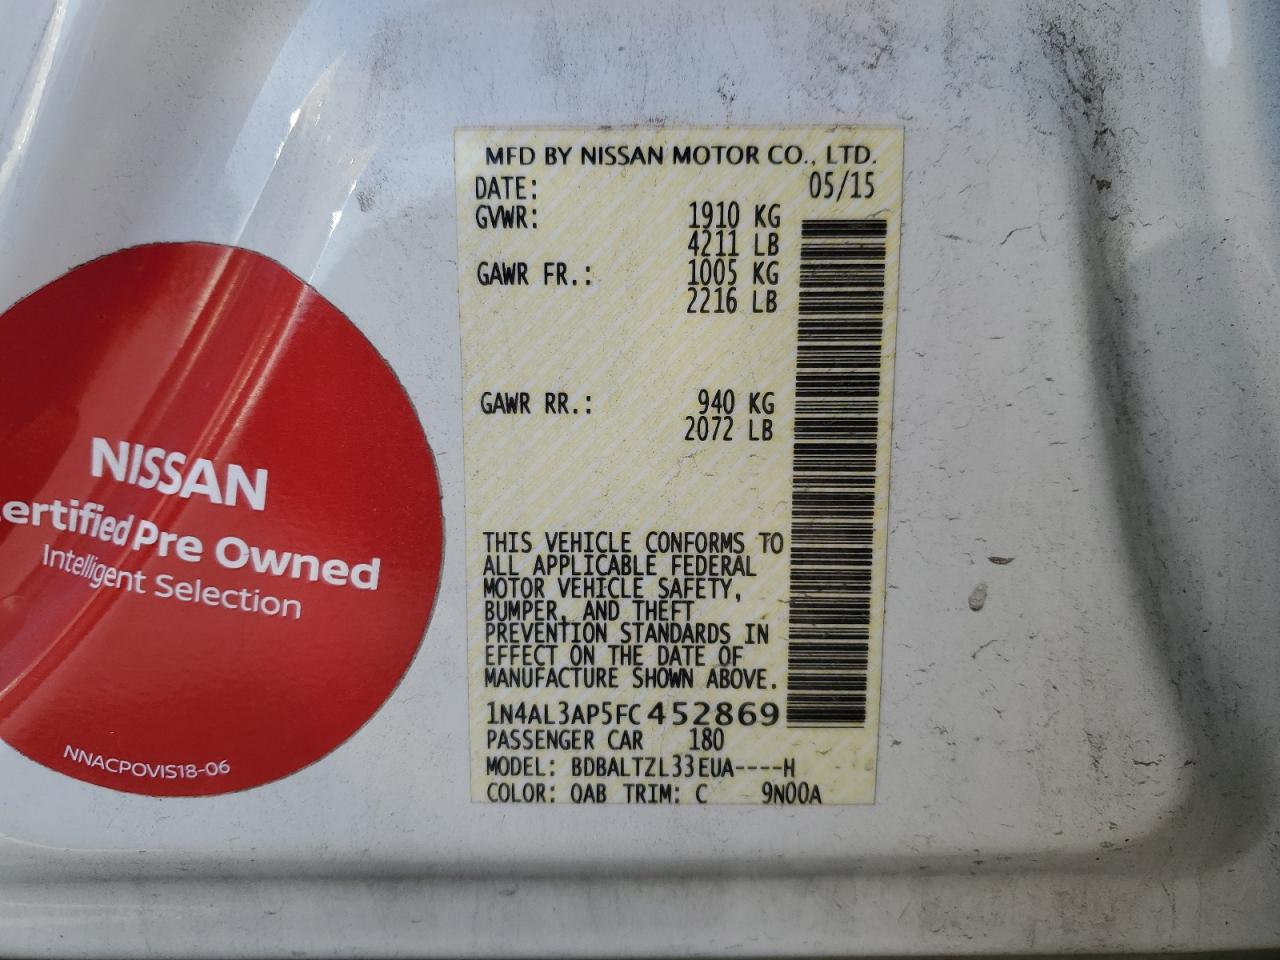 MFD BY NISSAN MOTOR CO., LTD.
DATE: 05/15
GVWR: 1910 KG
4211 LB
GAWR FR.: 1005 KG
2216 LB
GAWR RR.: 940 KG
2072 LB
THIS VEHICLE CONFORMS TO
ALL APPLICABLE FEDERAL
MOTOR VEHICLE SAFETY,
BUMPER, AND THEFT
PREVENTION STANDARDS IN
EFFECT ON THE DATE OF
MANUFACTURE SHOWN ABOVE.
1N4AL3AP5FC452869
PASSENGER CAR 180
MODEL: BDBALTZL33EUA----H
COLOR: QAB TRIM: C 9N00A
NISSAN
ertified Pre Owned
Intelligent Selection
NNACPOVIS18-06